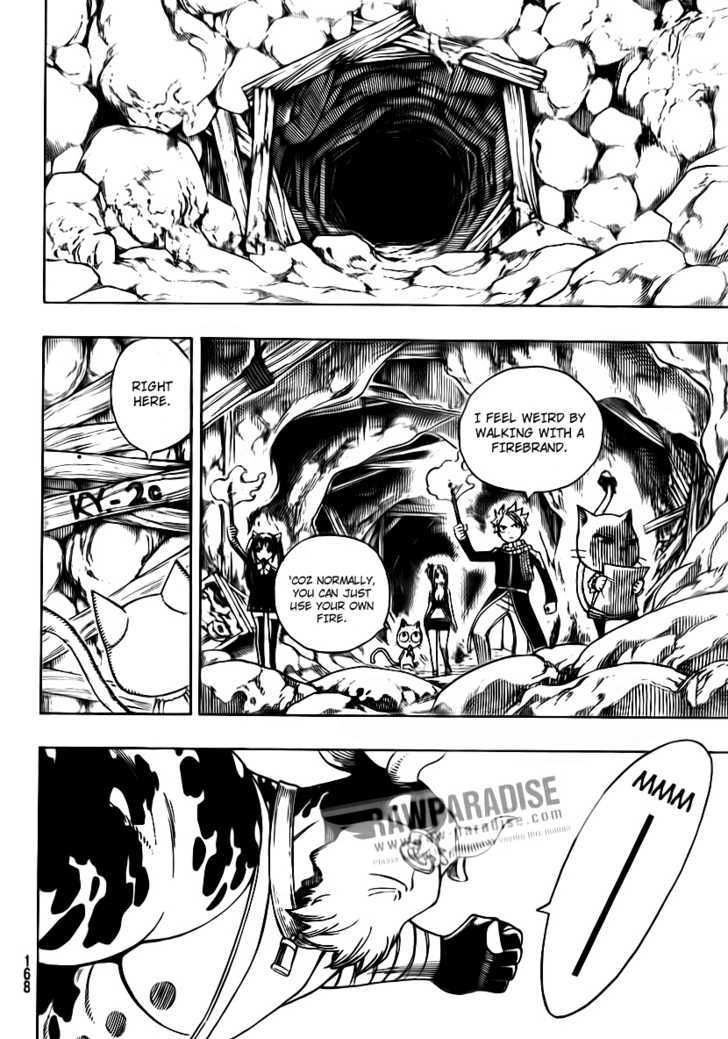 I FEEL WEIRD BY
WALKING WITH A
FIREBRAND.
'COZ NORMALLY,
YOU CAN JUST
USE YOUR OWN
FIRE.
RIGHT
HERE.
KY-2c
MMMM
RAWPARADISE
168